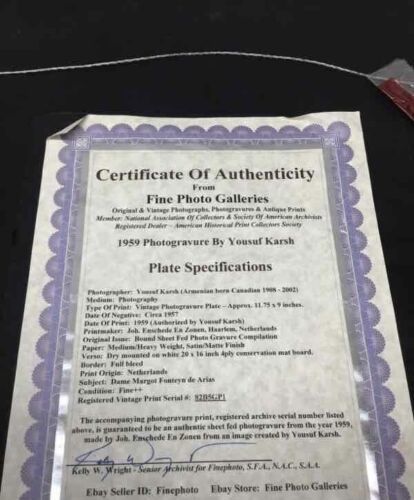 Certificate Of Authenticity
From
Fine Photo Galleries
Original & Vintage Photographs, Photogravures & Antique Prints
Member: National Association Of Collectors & Society Of American Archivists
Registered Dealer - American Historical Print Collectors Society
1959 Photogravure By Yousuf Karsh
Plate Specifications
Photographer: Yousuf Karsh (Armenian born Canadian 1908 - 2002)
Medium: Photography
Type Of Print: Vintage Photogravure Plate - Approx. 11.75 x 9 inches.
Date Of Negative: Circa 1957
Date Of Print: 1959 (Authorized by Yousuf Karsh)
Printmaker: Joh. Enschede En Zonen, Haarlem, Netherlands
Original Issue: Bound Sheet Fed Photo Gravure Compilation
Paper: Medium/Heavy Weight, Satin/Matte Finish
Verso: Dry mounted on white 20 x 16 inch 4ply conservation mat board.
Border: Full bleed
Print Origin: Netherlands
Subject: Dame Margot Fonteyn de Arias
Condition: Fine++
Registered Vintage Print Serial #: 82B5GP1
The accompanying photogravure print, registered archive serial number listed
above, is guaranteed to be an authentic sheet fed photogravure from the year 1959,
made by Joh. Enschede En Zonen from an image created by Yousuf Karsh.
Kelly W. Wright - Senior Archivist for Finephoto, S.F.A., N.A.C., S.A.A.
Ebay Seller ID: Finephoto Ebay Store: Fine Photo Galleries